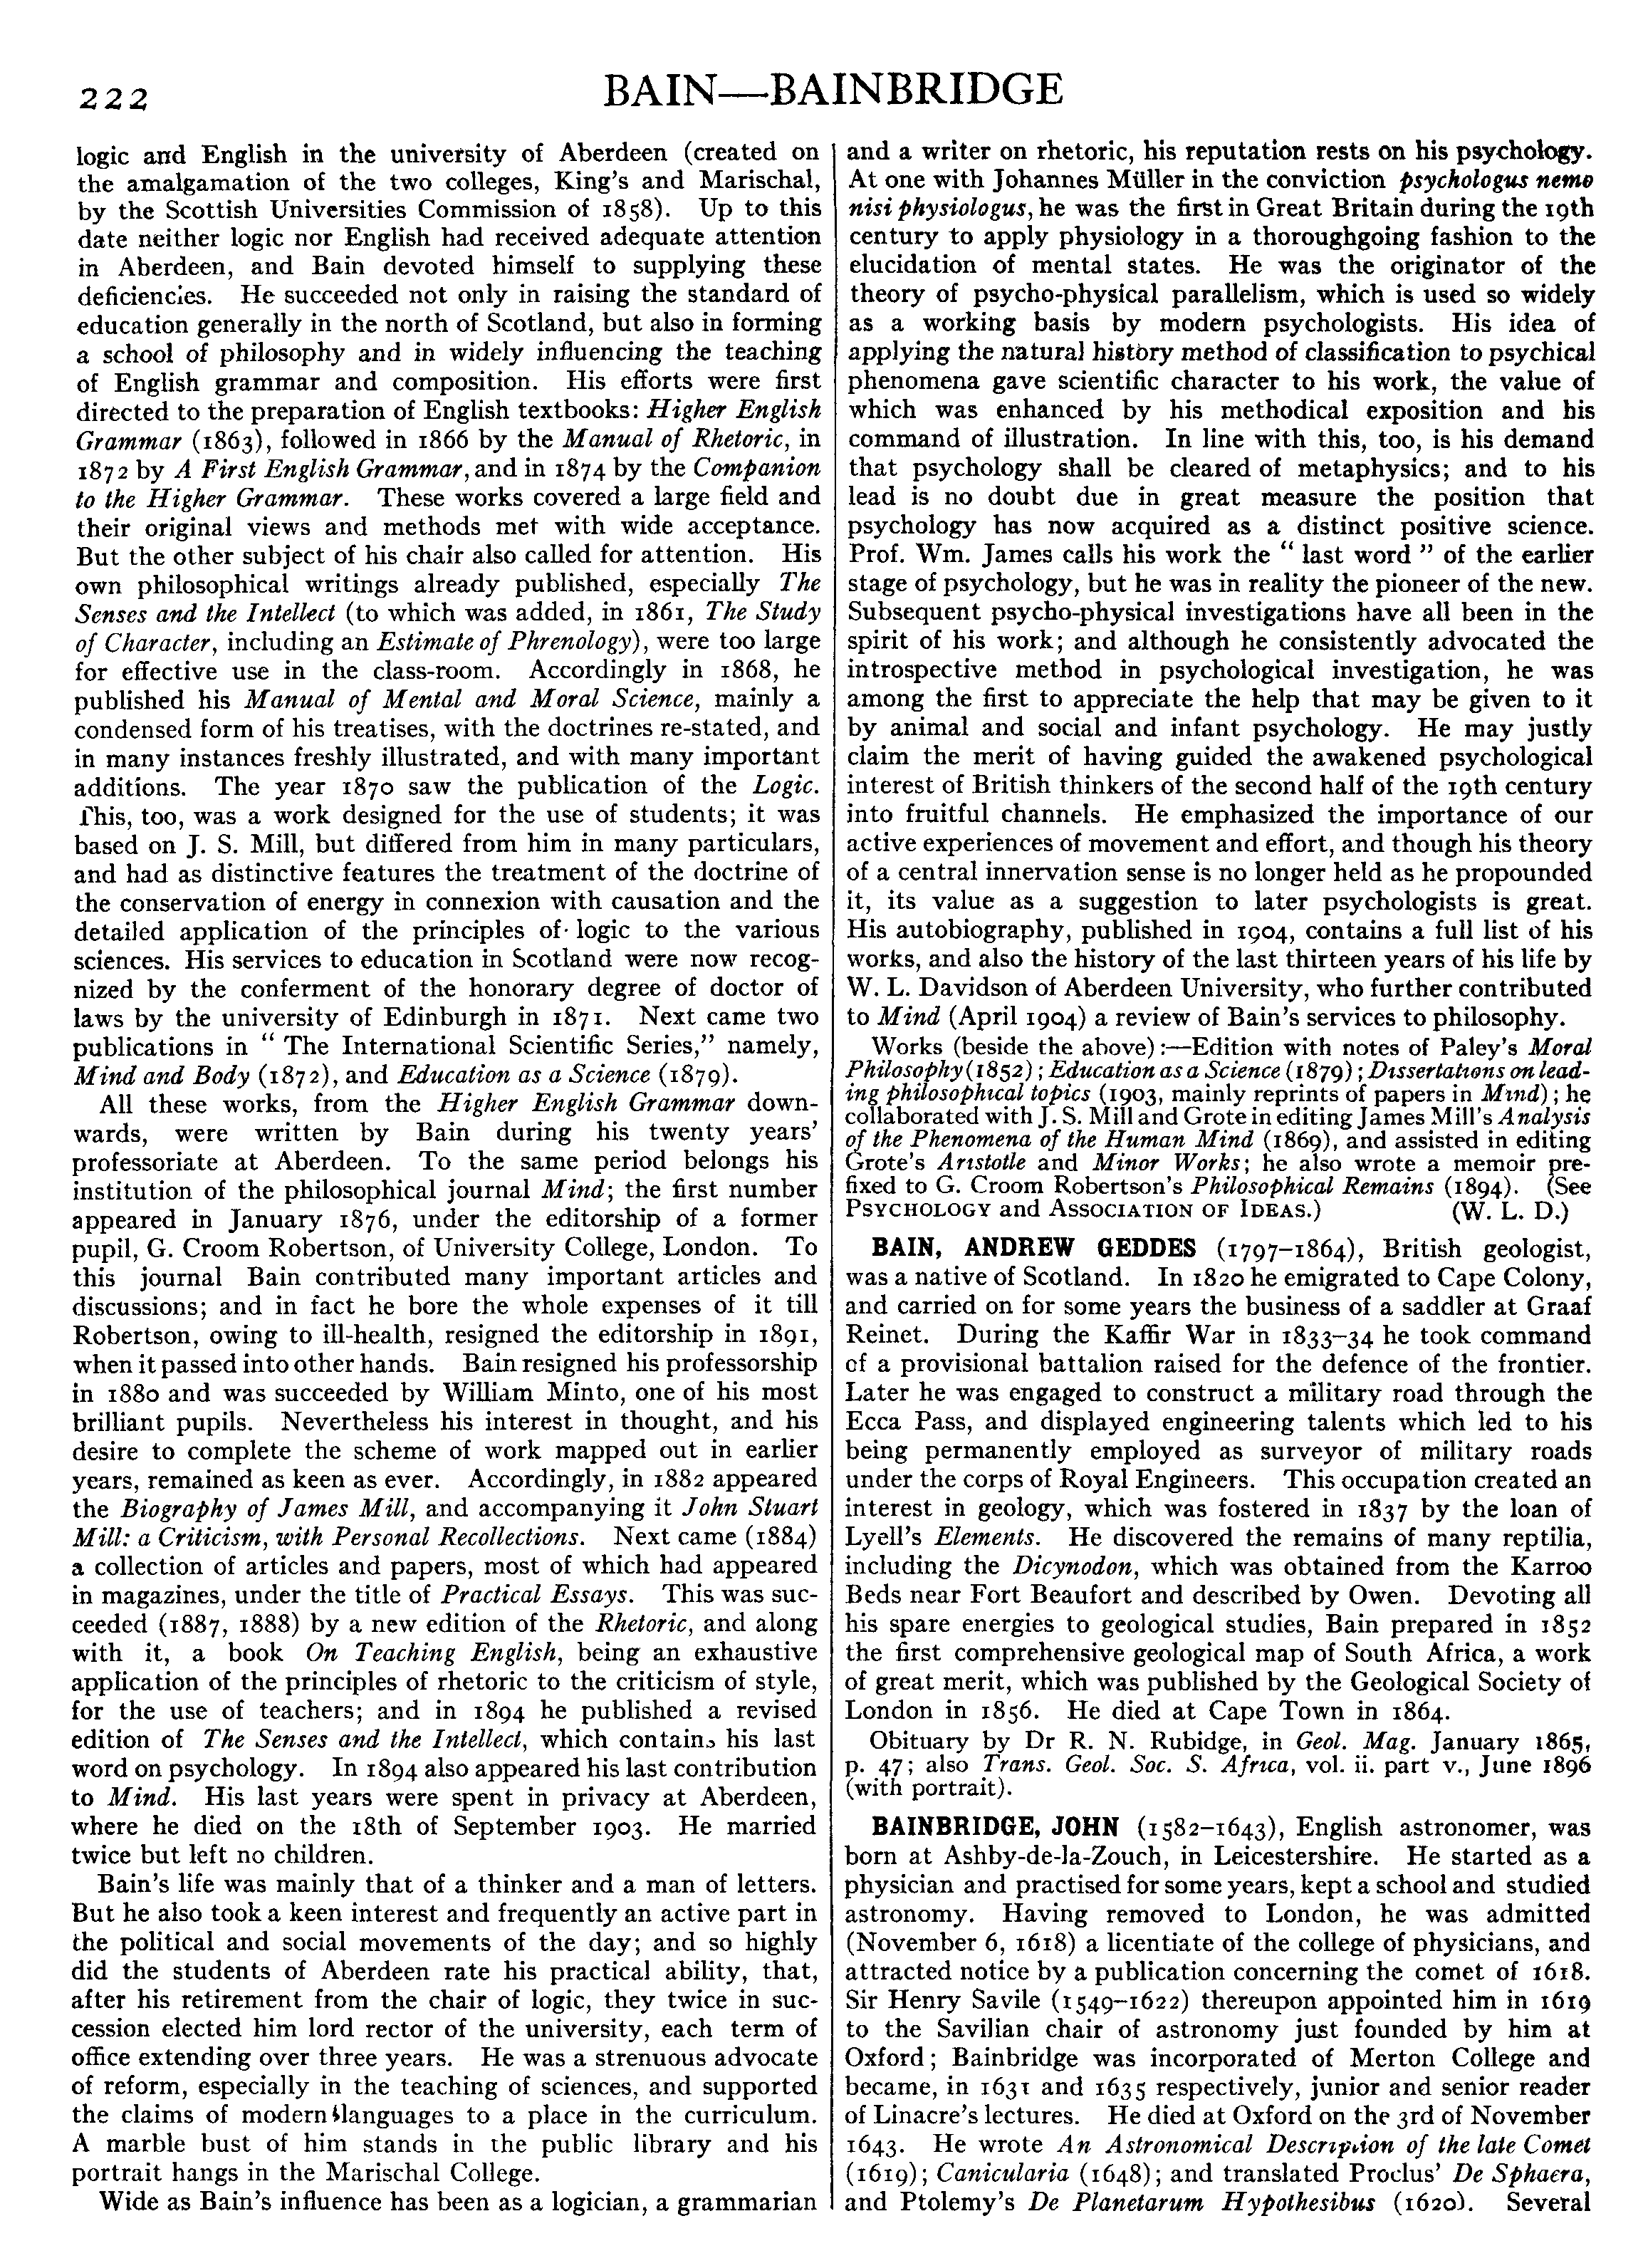 222
BAIN—BAINBRIDGE
logic and English in the university of Aberdeen (created on
the amalgamation of the two colleges, King's and Marischal,
by the Scottish Universities Commission of 1858). Up to this
date neither logic nor English had received adequate attention
in Aberdeen, and Bain devoted himself to supplying these
deficiencies. He succeeded not only in raising the standard of
education generally in the north of Scotland, but also in forming
a school of philosophy and in widely influencing the teaching
of English grammar and composition. His efforts were first
directed to the preparation of English textbooks: Higher English
Grammar (1863), followed in 1866 by the Manual of Rhetoric, in
1872 by A First English Grammar, and in 1874 by the Companion
to the Higher Grammar. These works covered a large field and
their original views and methods met with wide acceptance.
But the other subject of his chair also called for attention. His
own philosophical writings already published, especially The
Senses and the Intellect (to which was added, in 1861, The Study
of Character, including an Estimate of Phrenology), were too large
for effective use in the class-room. Accordingly in 1868, he
published his Manual of Mental and Moral Science, mainly a
condensed form of his treatises, with the doctrines re-stated, and
in many instances freshly illustrated, and with many important
additions. The year 1870 saw the publication of the Logic.
This, too, was a work designed for the use of students; it was
based on J. S. Mill, but differed from him in many particulars,
and had as distinctive features the treatment of the doctrine of
the conservation of energy in connexion with causation and the
detailed application of the principles of logic to the various
sciences. His services to education in Scotland were now recog-
nized by the conferment of the honorary degree of doctor of
laws by the university of Edinburgh in 1871. Next came two
publications in “ The International Scientific Series,” namely,
Mind and Body (1872), and Education as a Science (1879).
All these works, from the Higher English Grammar down-
wards, were written by Bain during his twenty years'
professoriate at Aberdeen. To the same period belongs his
institution of the philosophical journal Mind; the first number
appeared in January 1876, under the editorship of a former
pupil, G. Croom Robertson, of University College, London. To
this journal Bain contributed many important articles and
discussions; and in fact he bore the whole expenses of it till
Robertson, owing to ill-health, resigned the editorship in 1891,
when it passed into other hands. Bain resigned his professorship
in 1880 and was succeeded by William Minto, one of his most
brilliant pupils. Nevertheless his interest in thought, and his
desire to complete the scheme of work mapped out in earlier
years, remained as keen as ever. Accordingly, in 1882 appeared
the Biography of James Mill, and accompanying it John Stuart
Mill: a Criticism, with Personal Recollections. Next came (1884)
a collection of articles and papers, most of which had appeared
in magazines, under the title of Practical Essays. This was suc-
ceeded (1887, 1888) by a new edition of the Rhetoric, and along
with it, a book On Teaching English, being an exhaustive
application of the principles of rhetoric to the criticism of style,
for the use of teachers; and in 1894 he published a revised
edition of The Senses and the Intellect, which contains his last
word on psychology. In 1894 also appeared his last contribution
to Mind. His last years were spent in privacy at Aberdeen,
where he died on the 18th of September 1903. He married
twice but left no children.
Bain's life was mainly that of a thinker and a man of letters.
But he also took a keen interest and frequently an active part in
the political and social movements of the day; and so highly
did the students of Aberdeen rate his practical ability, that,
after his retirement from the chair of logic, they twice in suc-
cession elected him lord rector of the university, each term of
office extending over three years. He was a strenuous advocate
of reform, especially in the teaching of sciences, and supported
the claims of modern languages to a place in the curriculum.
A marble bust of him stands in the public library and his
portrait hangs in the Marischal College.
Wide as Bain's influence has been as a logician, a grammarian
and a writer on rhetoric, his reputation rests on his psychology.
At one with Johannes Müller in the conviction psychologus nemo
nisi physiologus, he was the first in Great Britain during the 19th
century to apply physiology in a thoroughgoing fashion to the
elucidation of mental states. He was the originator of the
theory of psycho-physical parallelism, which is used so widely
as a working basis by modern psychologists. His idea of
applying the natural history method of classification to psychical
phenomena gave scientific character to his work, the value of
which was enhanced by his methodical exposition and his
command of illustration. In line with this, too, is his demand
that psychology shall be cleared of metaphysics; and to his
lead is no doubt due in great measure the position that
psychology has now acquired as a distinct positive science.
Prof. Wm. James calls his work the “ last word ” of the earlier
stage of psychology, but he was in reality the pioneer of the new.
Subsequent psycho-physical investigations have all been in the
spirit of his work; and although he consistently advocated the
introspective method in psychological investigation, he was
among the first to appreciate the help that may be given to it
by animal and social and infant psychology. He may justly
claim the merit of having guided the awakened psychological
interest of British thinkers of the second half of the 19th century
into fruitful channels. He emphasized the importance of our
active experiences of movement and effort, and though his theory
of a central innervation sense is no longer held as he propounded
it, its value as a suggestion to later psychologists is great.
His autobiography, published in 1904, contains a full list of his
works, and also the history of the last thirteen years of his life by
W. L. Davidson of Aberdeen University, who further contributed
to Mind (April 1904) a review of Bain's services to philosophy.
Works (beside the above):—Edition with notes of Paley's Moral
Philosophy (1852); Education as a Science (1879); Dissertations on lead-
ing philosophical topics (1903, mainly reprints of papers in Mind); he
collaborated with J. S. Mill and Grote in editing James Mill's Analysis
of the Phenomena of the Human Mind (1869), and assisted in editing
Grote's Aristotle and Minor Works; he also wrote a memoir pre-
fixed to G. Croom Robertson's Philosophical Remains (1894). (See
PSYCHOLOGY and ASSOCIATION OF IDEAS.) (W. L. D.)
BAIN, ANDREW GEDDES (1797–1864), British geologist,
was a native of Scotland. In 1820 he emigrated to Cape Colony,
and carried on for some years the business of a saddler at Graaf
Reinet. During the Kaffir War in 1833–34 he took command
of a provisional battalion raised for the defence of the frontier.
Later he was engaged to construct a military road through the
Ecca Pass, and displayed engineering talents which led to his
being permanently employed as surveyor of military roads
under the corps of Royal Engineers. This occupation created an
interest in geology, which was fostered in 1837 by the loan of
Lyell's Elements. He discovered the remains of many reptilia,
including the Dicynodon, which was obtained from the Karroo
Beds near Fort Beaufort and described by Owen. Devoting all
his spare energies to geological studies, Bain prepared in 1852
the first comprehensive geological map of South Africa, a work
of great merit, which was published by the Geological Society of
London in 1856. He died at Cape Town in 1864.
Obituary by Dr R. N. Rubidge, in Geol. Mag. January 1865,
p. 47; also Trans. Geol. Soc. S. Africa, vol. ii. part v., June 1896
(with portrait).
BAINBRIDGE, JOHN (1582–1643), English astronomer, was
born at Ashby-de-la-Zouch, in Leicestershire. He started as a
physician and practised for some years, kept a school and studied
astronomy. Having removed to London, he was admitted
(November 6, 1618) a licentiate of the college of physicians, and
attracted notice by a publication concerning the comet of 1618.
Sir Henry Savile (1549–1622) thereupon appointed him in 1619
to the Savilian chair of astronomy just founded by him at
Oxford; Bainbridge was incorporated of Merton College and
became, in 1631 and 1635 respectively, junior and senior reader
of Linacre's lectures. He died at Oxford on the 3rd of November
1643. He wrote An Astronomical Description of the late Comet
(1619); Canicularia (1648); and translated Proclus' De Sphaera,
and Ptolemy's De Planetarum Hypothesibus (1620). Several